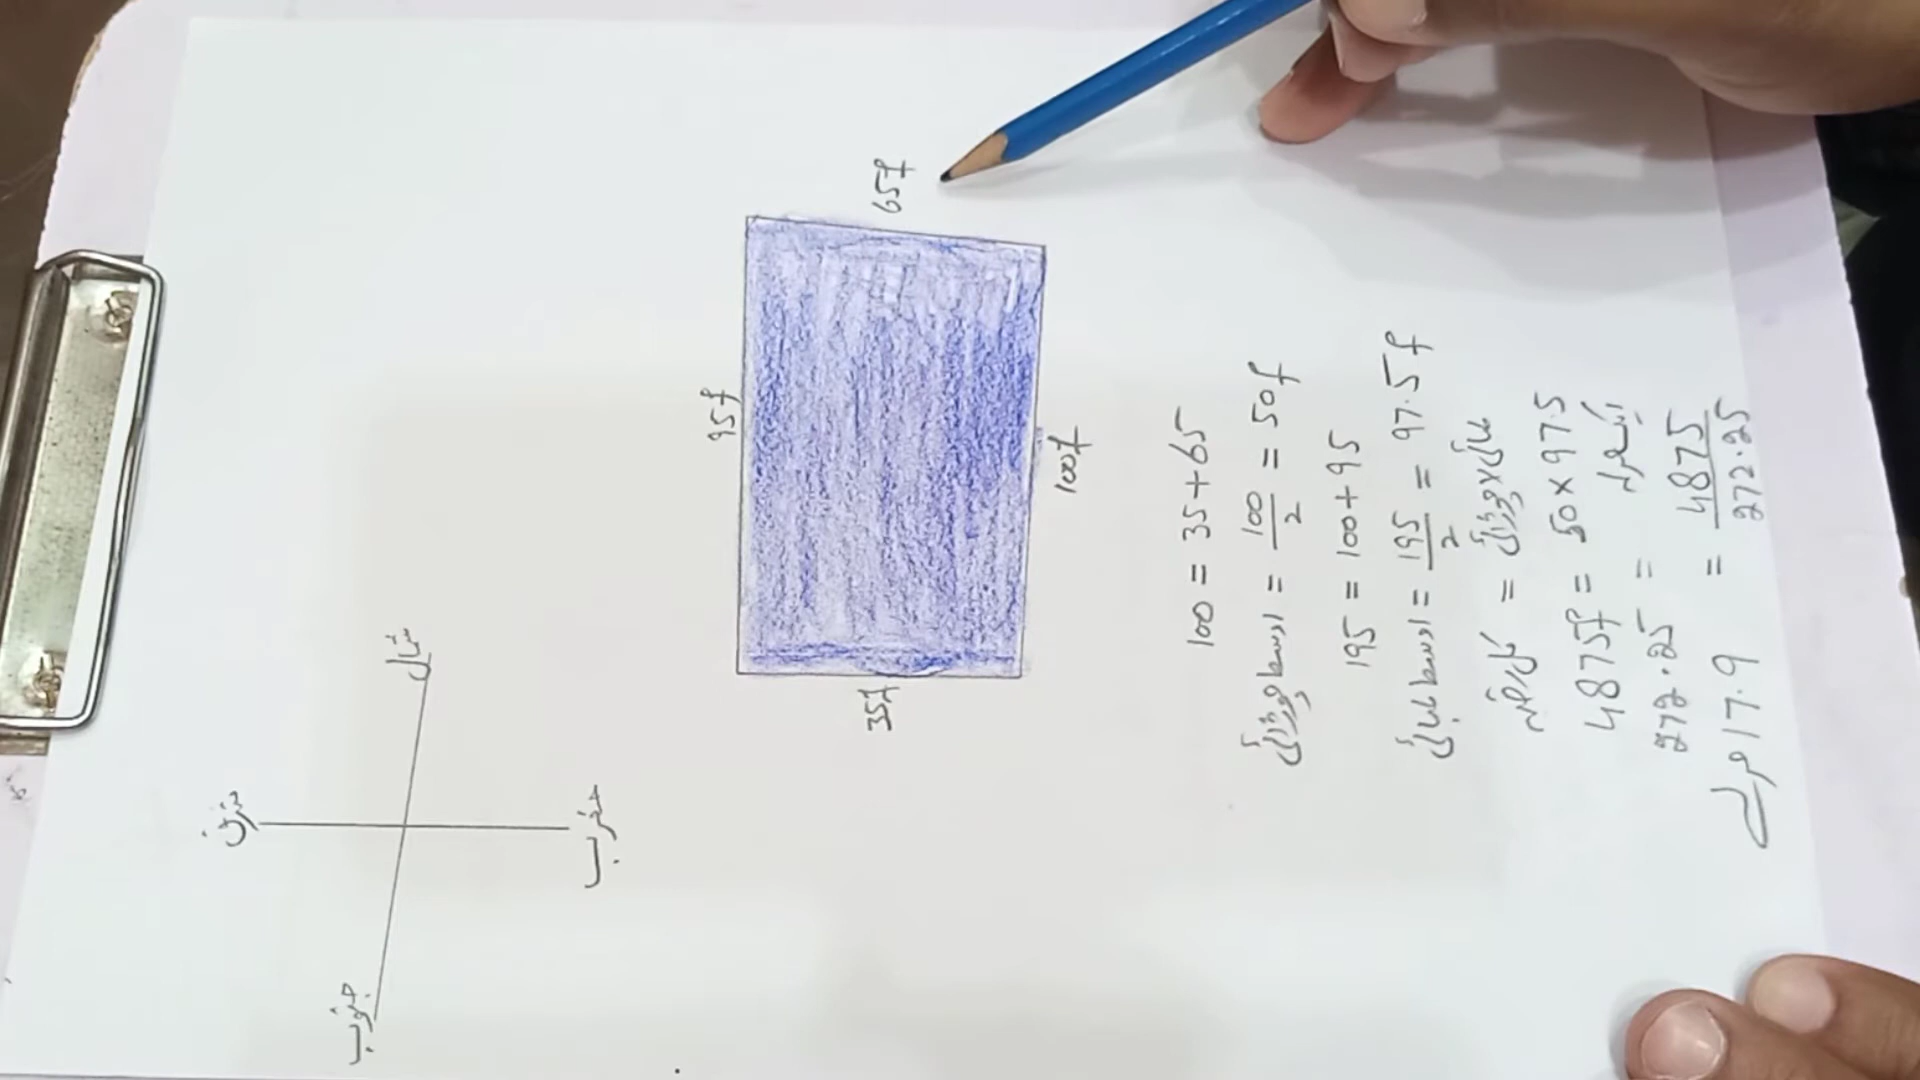 مشرق
شمال
جنوب
مغرب
95f
35f
65f
100f
100 = 35+65
اوسط چوڑائی = 100/2 = 50f
195 = 100+95
اوسط لمبائی = 195/2 = 97.5f
کل رقبہ = لمبائی x چوڑائی
4875f = 50 x 97.5
272.25 = ایک مرلہ
17.9 مرلے = 4875/272.25